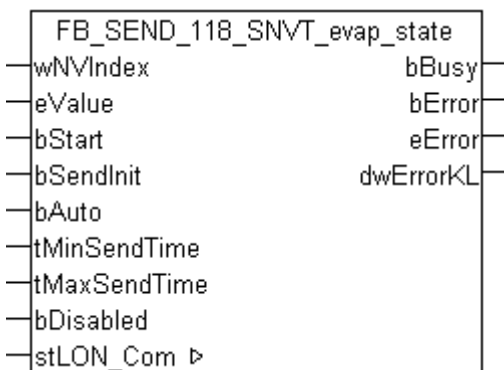 FB_SEND_118_SNVT_evap_state
wNVIndex bBusy
eValue bError
bStart eError
bSendInit dwErrorKL
bAuto
tMinSendTime
tMaxSendTime
bDisabled
stLON_Com ▷